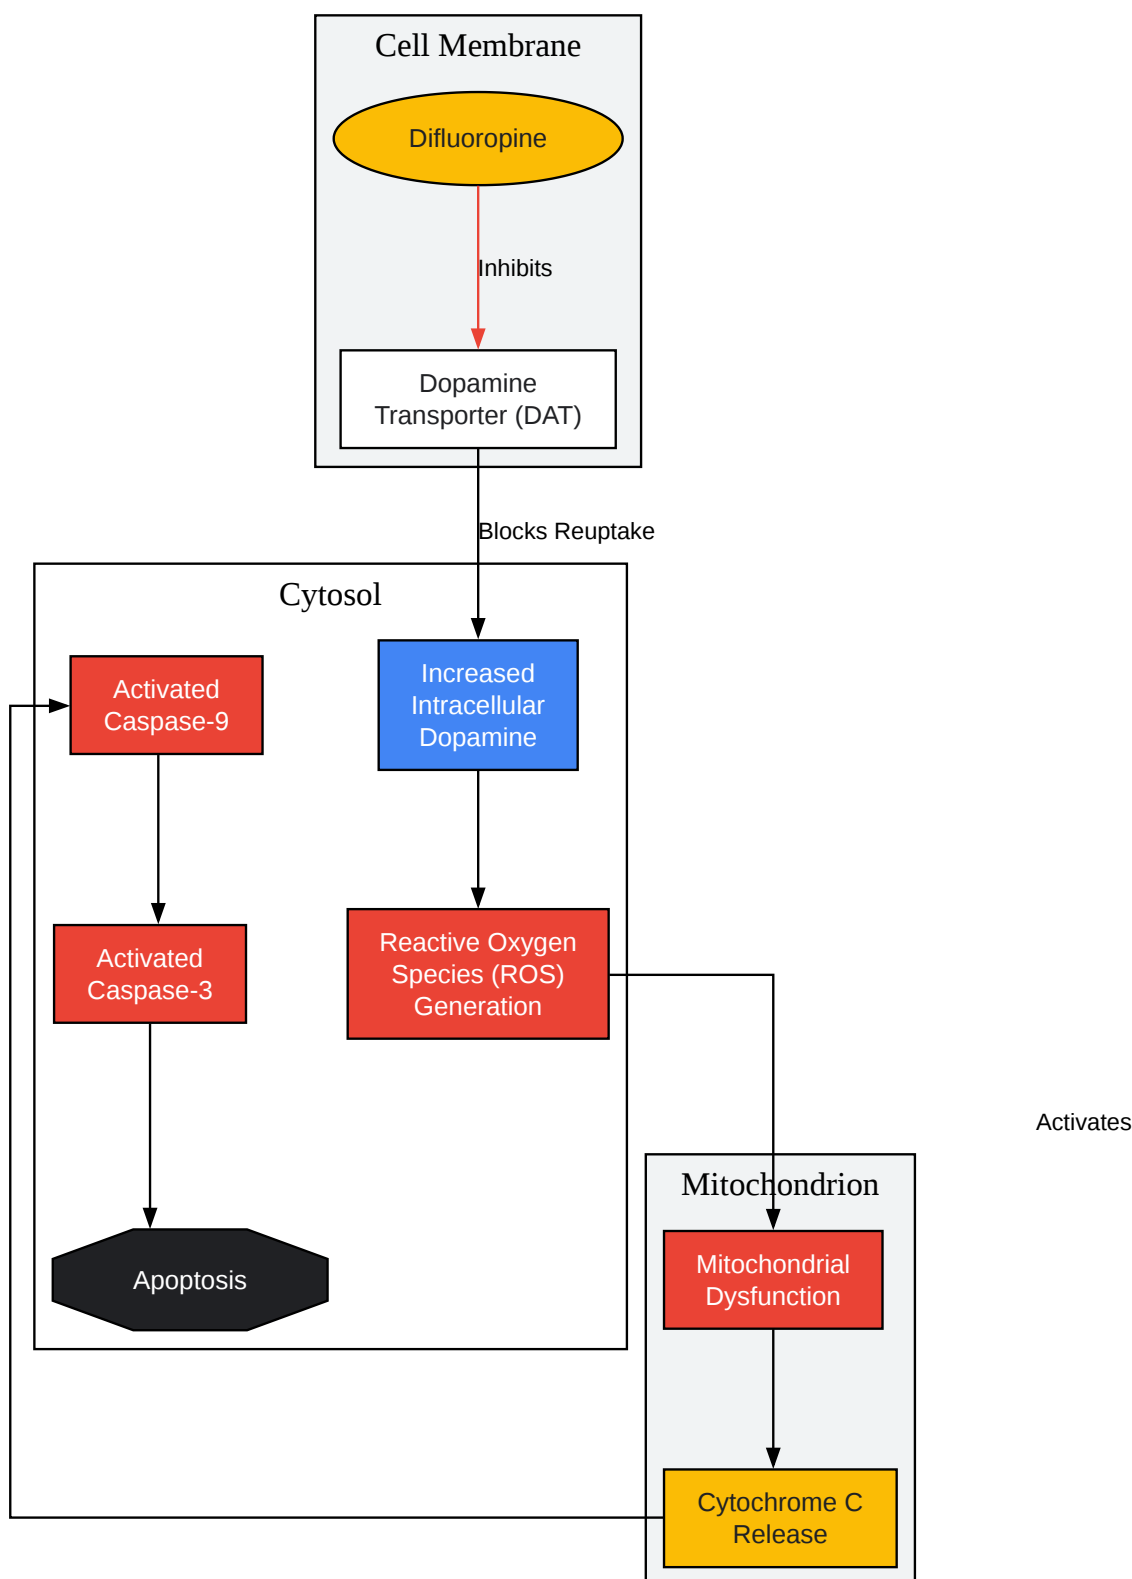 Cell Membrane
Difluoropine
Inhibits
Dopamine
Transporter (DAT)
Blocks Reuptake
Cytosol
Activated
Caspase-9
Increased
Intracellular
Dopamine
Activated
Caspase-3
Reactive Oxygen
Species (ROS)
Generation
Activates
Mitochondrion
Mitochondrial
Dysfunction
Apoptosis
Cytochrome C
Release